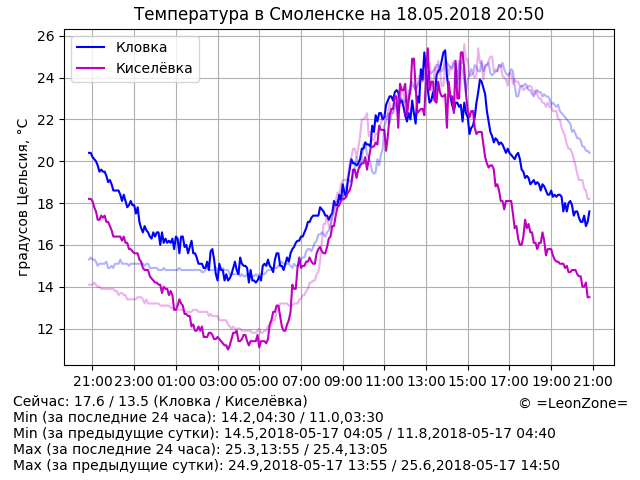 Температура в Смоленске на 18.05.2018 20:50
26
24
22
20
18
16
14
12
градусов Цельсия, °C
Кловка
Киселёвка
21:00 23:00 01:00 03:00 05:00 07:00 09:00 11:00 13:00 15:00 17:00 19:00 21:00
Сейчас: 17.6 / 13.5 (Кловка / Киселёвка)
© =LeonZone=
Min (за последние 24 часа): 14.2,04:30 / 11.0,03:30
Min (за предыдущие сутки): 14.5,2018-05-17 04:05 / 11.8,2018-05-17 04:40
Max (за последние 24 часа): 25.3,13:55 / 25.4,13:05
Max (за предыдущие сутки): 24.9,2018-05-17 13:55 / 25.6,2018-05-17 14:50